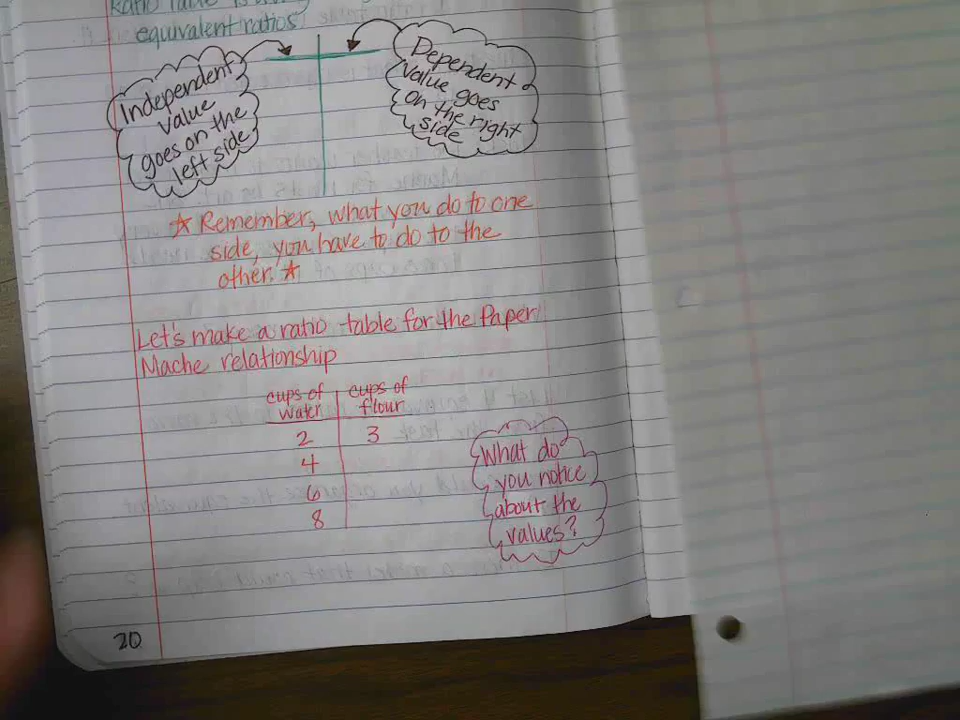 Ratio Table is
equivalent ratios
Independent
value
goes on the
left side
Dependent
value goes
on the right
side
☆ Remember, what you do to one
side, you have to do to the
other. ☆
Let's make a ratio table for the Paper
Mache relationship
cups of water | cups of flour
2 | 3
4
6
8
What do
you notice
about the
values?
20